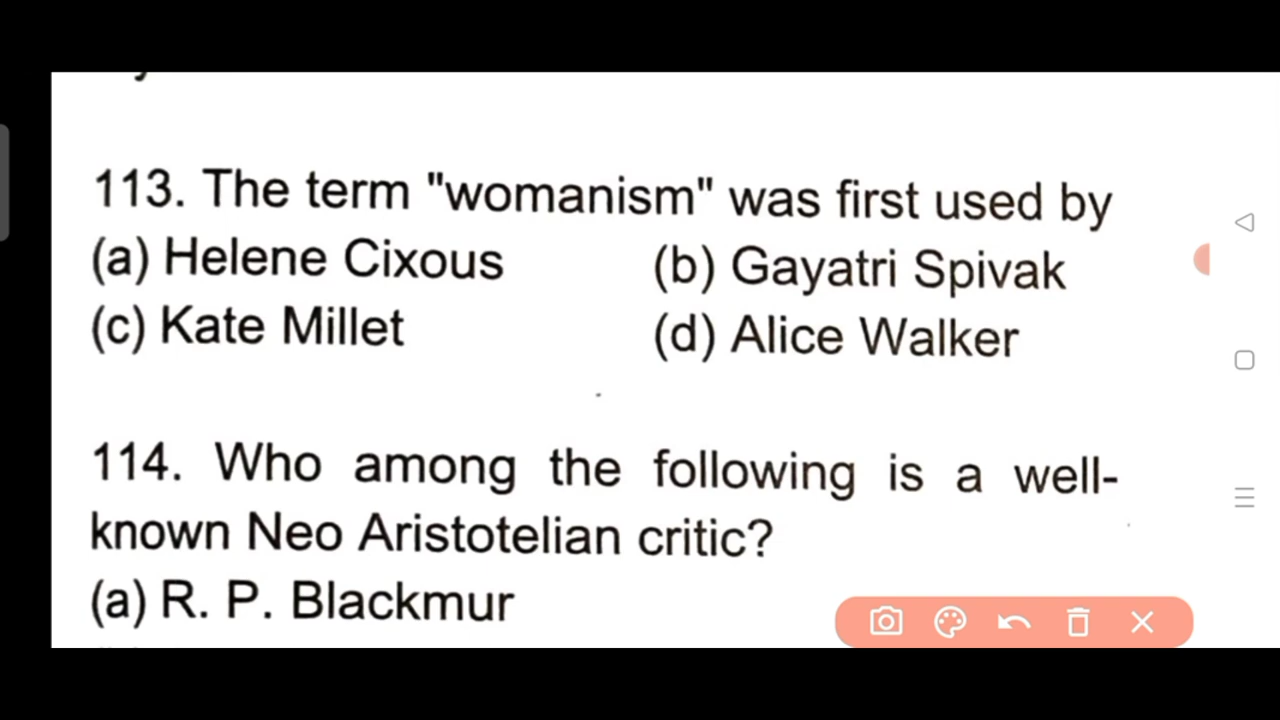 113. The term "womanism" was first used by
(a) Helene Cixous (b) Gayatri Spivak
(c) Kate Millet (d) Alice Walker
114. Who among the following is a well-
known Neo Aristotelian critic?
(a) R. P. Blackmur